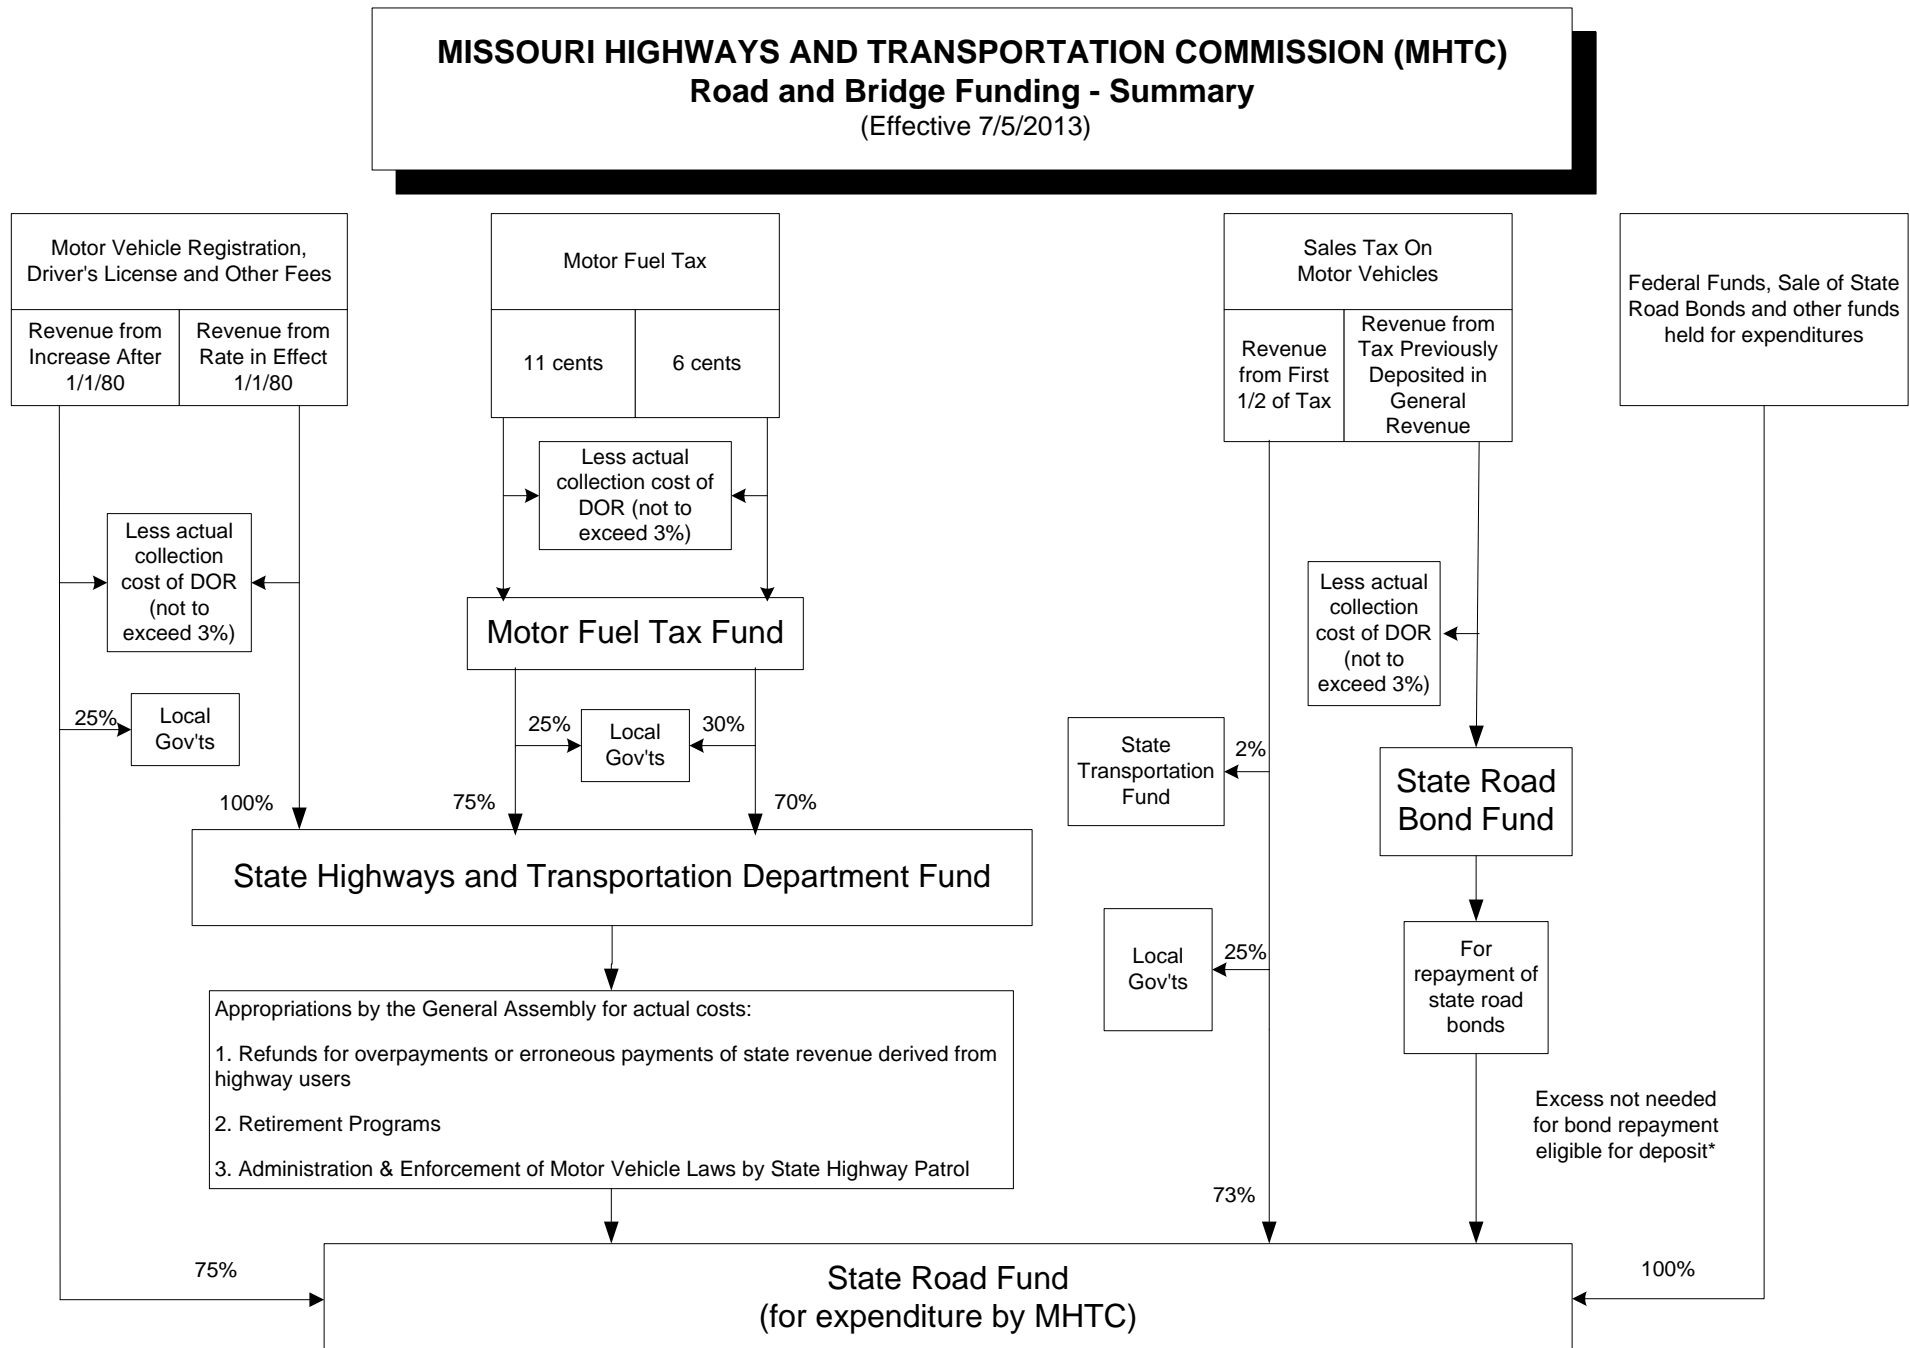 MISSOURI HIGHWAYS AND TRANSPORTATION COMMISSION (MHTC)
Road and Bridge Funding - Summary
(Effective 7/5/2013)
Motor Vehicle Registration,
Driver's License and Other Fees
Revenue from
Increase After
1/1/80
Revenue from
Rate in Effect
1/1/80
Motor Fuel Tax
11 cents
6 cents
Sales Tax On
Motor Vehicles
Revenue
from First
1/2 of Tax
Revenue from
Tax Previously
Deposited in
General
Revenue
Federal Funds, Sale of State
Road Bonds and other funds
held for expenditures
Less actual
collection
cost of DOR
(not to
exceed 3%)
Less actual
collection cost of
DOR (not to
exceed 3%)
Less actual
collection
cost of DOR
(not to
exceed 3%)
Motor Fuel Tax Fund
25%
Local
Gov'ts
25%
Local
Gov'ts
30%
100%
75%
70%
State
Transportation
Fund
2%
State Road
Bond Fund
State Highways and Transportation Department Fund
Local
Gov'ts
25%
For
repayment of
state road
bonds
Appropriations by the General Assembly for actual costs:
1. Refunds for overpayments or erroneous payments of state revenue derived from
highway users
2. Retirement Programs
3. Administration & Enforcement of Motor Vehicle Laws by State Highway Patrol
Excess not needed
for bond repayment
eligible for deposit*
73%
75%
100%
State Road Fund
(for expenditure by MHTC)